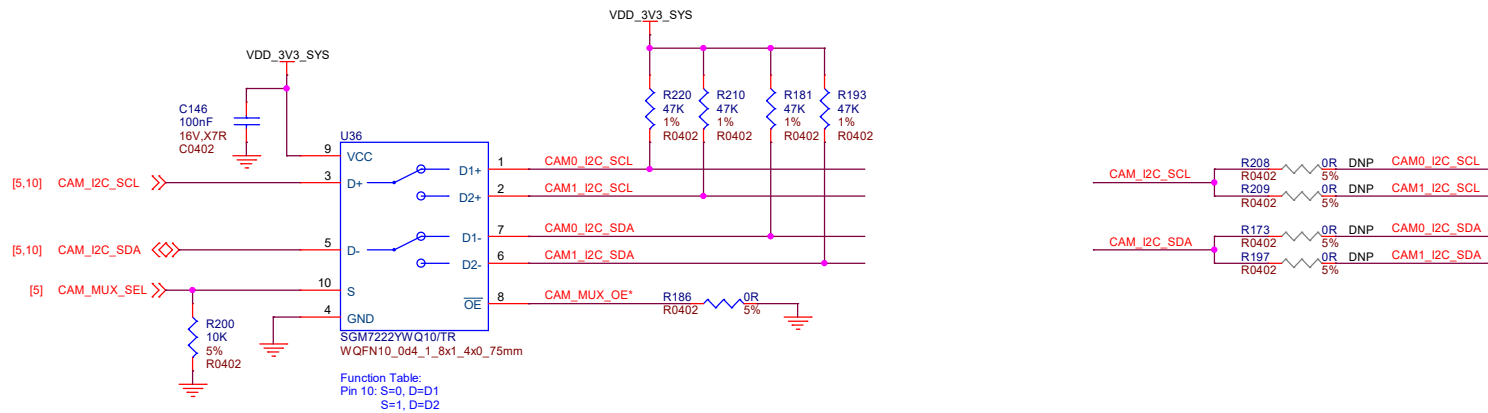 VDD_3V3_SYS
VDD_3V3_SYS
C146
100nF
16V,X7R
C0402
R220
47K
1%
R0402
R210
47K
1%
R0402
R181
47K
1%
R0402
R193
47K
1%
R0402
U36
9 VCC
[5,10] CAM_I2C_SCL 3 D+
[5,10] CAM_I2C_SDA 5 D-
[5] CAM_MUX_SEL 10 S
4 GND
D1+ 1 CAM0_I2C_SCL
D2+ 2 CAM1_I2C_SCL
D1- 7 CAM0_I2C_SDA
D2- 6 CAM1_I2C_SDA
OE 8 CAM_MUX_OE* R186 0R
R0402 5%
R200
10K
5%
R0402
SGM7222YWQ10/TR
WQFN10_0d4_1_8x1_4x0_75mm
Function Table:
Pin 10: S=0, D=D1
S=1, D=D2
CAM_I2C_SCL
R208 0R DNP CAM0_I2C_SCL
R0402 5%
R209 0R DNP CAM1_I2C_SCL
R0402 5%
CAM_I2C_SDA
R173 0R DNP CAM0_I2C_SDA
R0402 5%
R197 0R DNP CAM1_I2C_SDA
R0402 5%